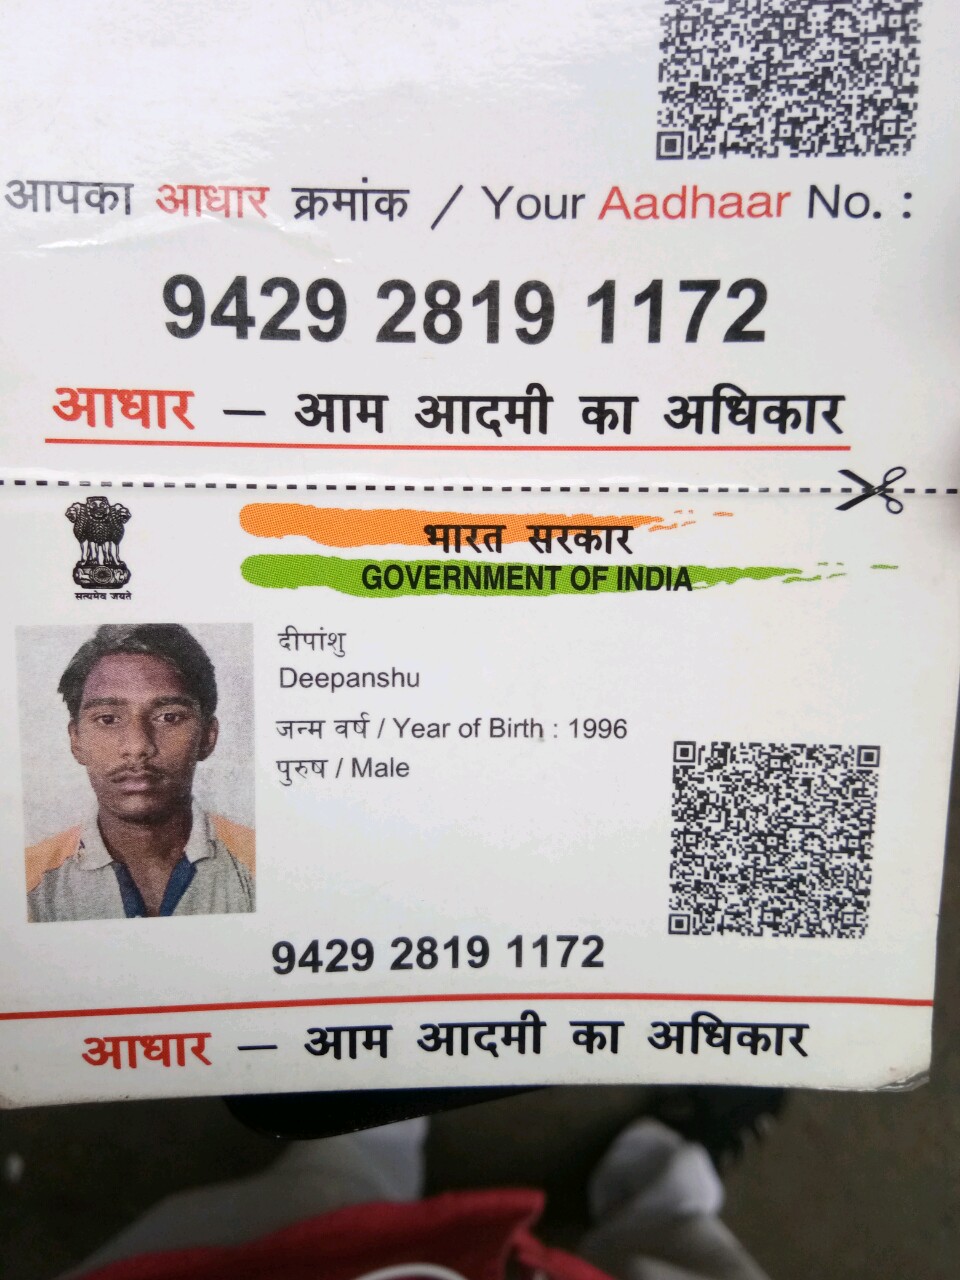 आपका आधार क्रमांक / Your Aadhaar No. :
9429 2819 1172
आधार — आम आदमी का अधिकार
सत्यमेव जयते
भारत सरकार
GOVERNMENT OF INDIA
दीपांशु
Deepanshu
जन्म वर्ष / Year of Birth : 1996
पुरुष / Male
9429 2819 1172
आधार — आम आदमी का अधिकार